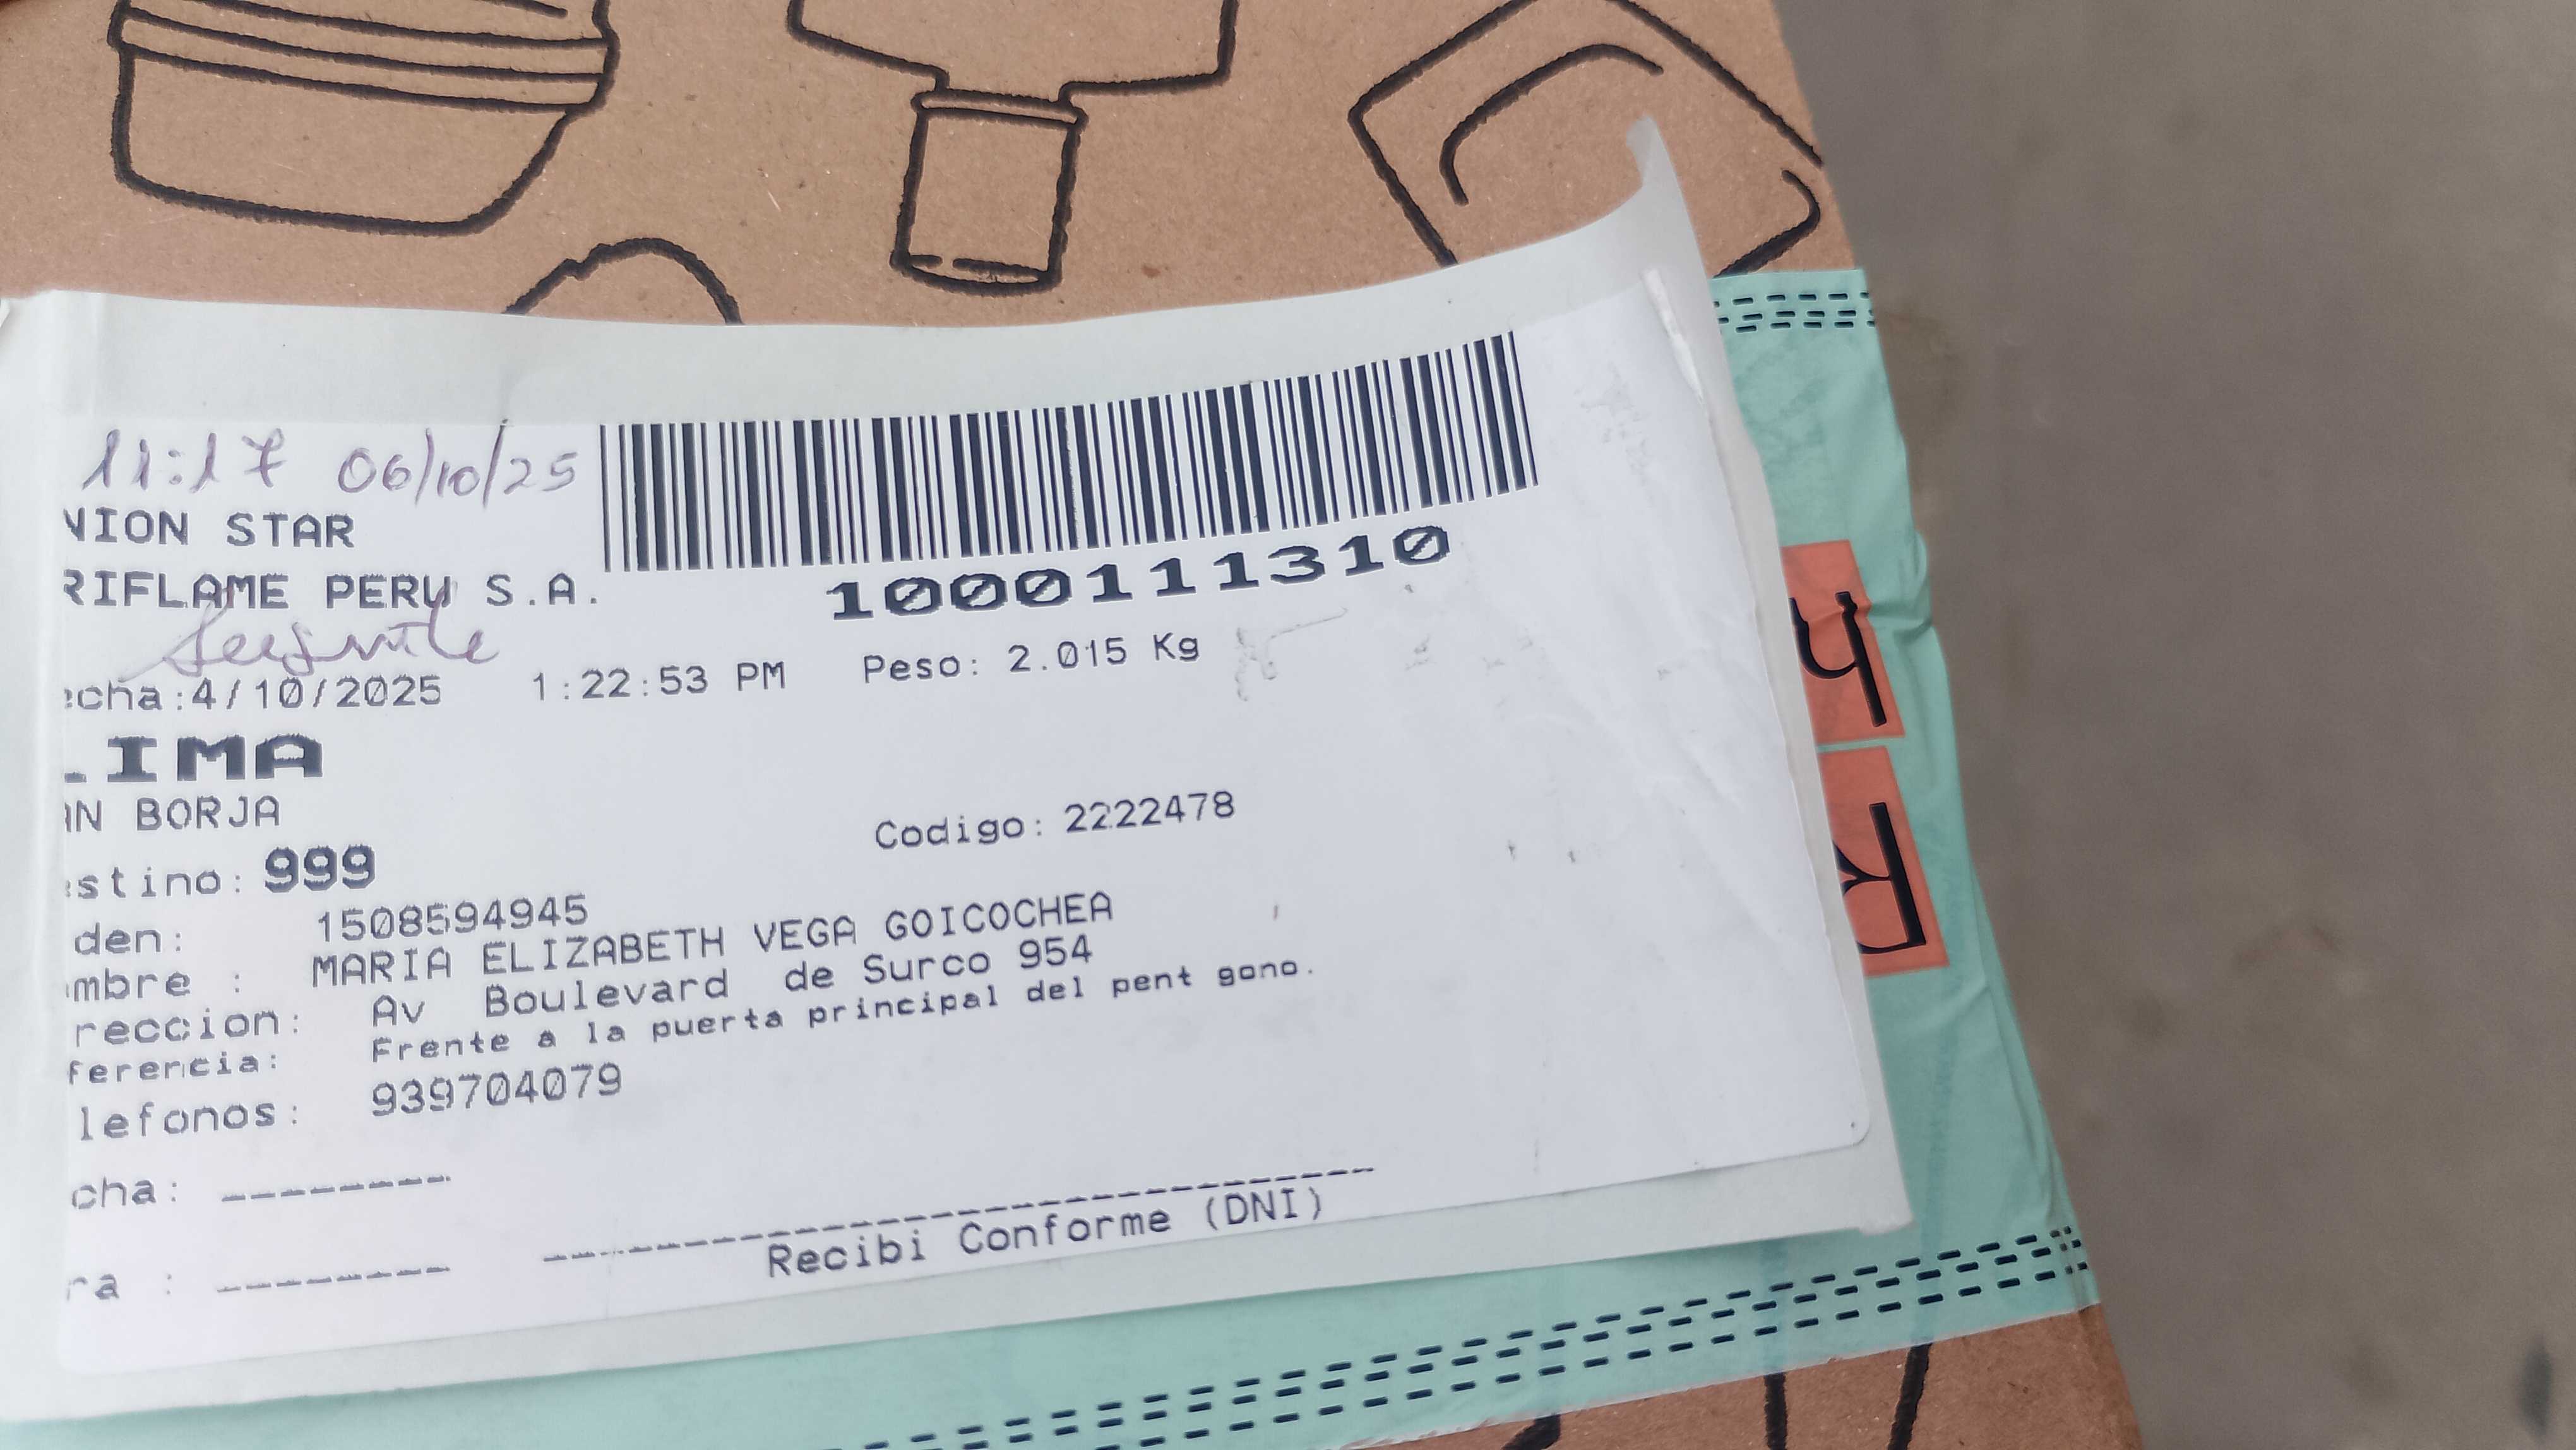 11:17 06/10/25
NION STAR
RIFLAME PERU S.A.
1000111310
echa:4/10/2025 1:22:53 PM Peso: 2.015 Kg
LIMA
AN BORJA
Codigo: 2222478
estino: 999
den: 1508594945
mbre : MARIA ELIZABETH VEGA GOICOCHEA
reccion: Av Boulevard de Surco 954
ferencia: Frente a la puerta principal del pent gono.
lefonos: 939704079
cha:
ra :
Recibi Conforme (DNI)